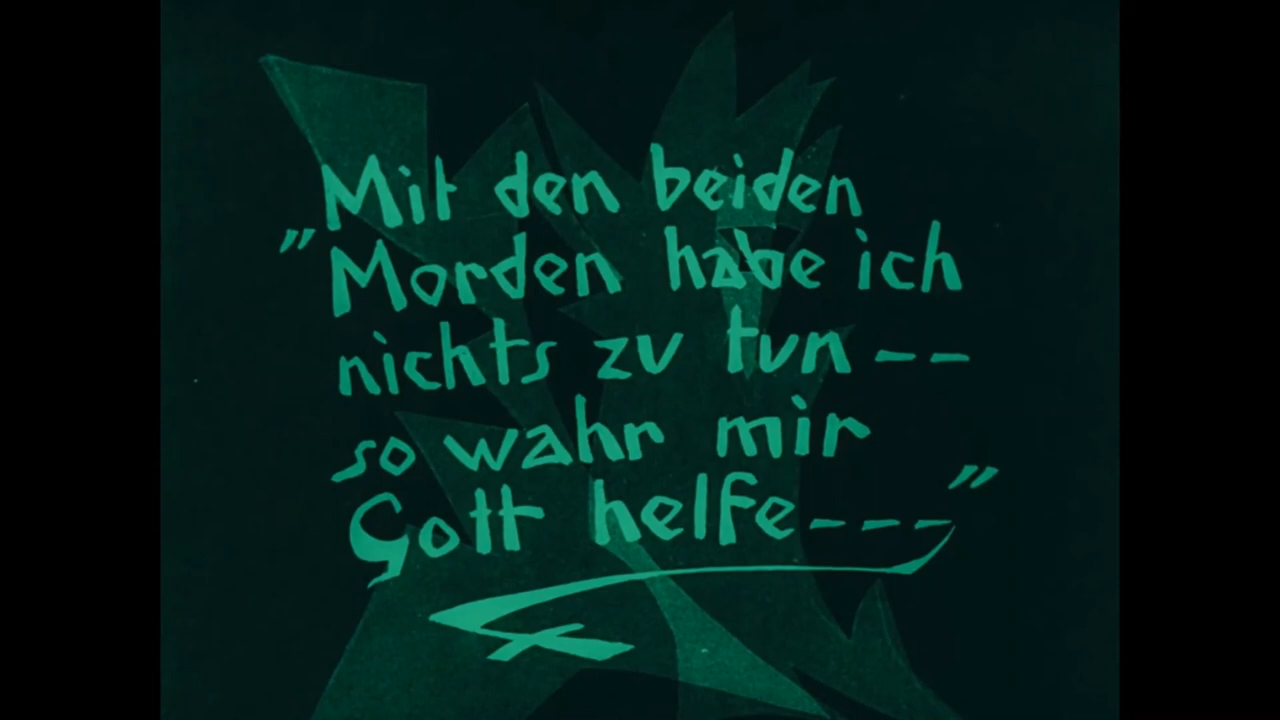 „Mit den beiden
Morden habe ich
nichts zu tun --
so wahr mir
Gott helfe---”